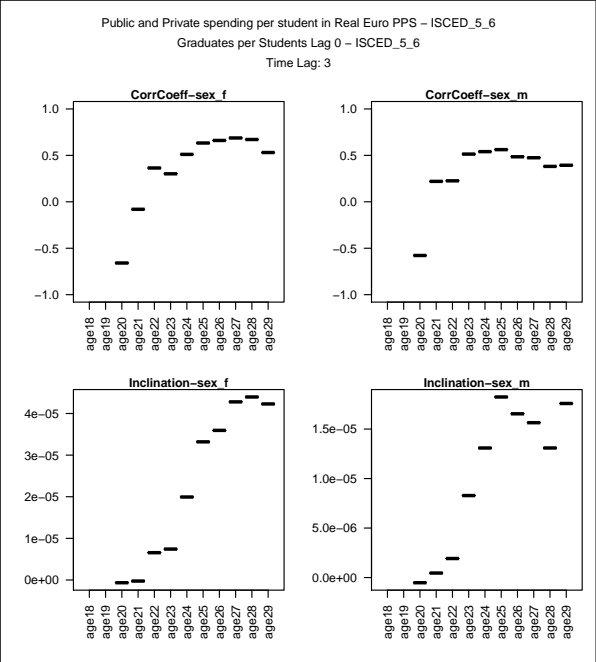 Public and Private spending per student in Real Euro PPS − ISCED_5_6
Graduates per Students Lag 0 − ISCED_5_6
Time Lag: 3
CorrCoeff−sex_f
1.0
0.5
0.0
−0.5
−1.0
age18
age19
age20
age21
age22
age23
age24
age25
age26
age27
age28
age29
CorrCoeff−sex_m
1.0
0.5
0.0
−0.5
−1.0
age18
age19
age20
age21
age22
age23
age24
age25
age26
age27
age28
age29
Inclination−sex_f
4e−05
3e−05
2e−05
1e−05
0e+00
age18
age19
age20
age21
age22
age23
age24
age25
age26
age27
age28
age29
Inclination−sex_m
1.5e−05
1.0e−05
5.0e−06
0.0e+00
age18
age19
age20
age21
age22
age23
age24
age25
age26
age27
age28
age29